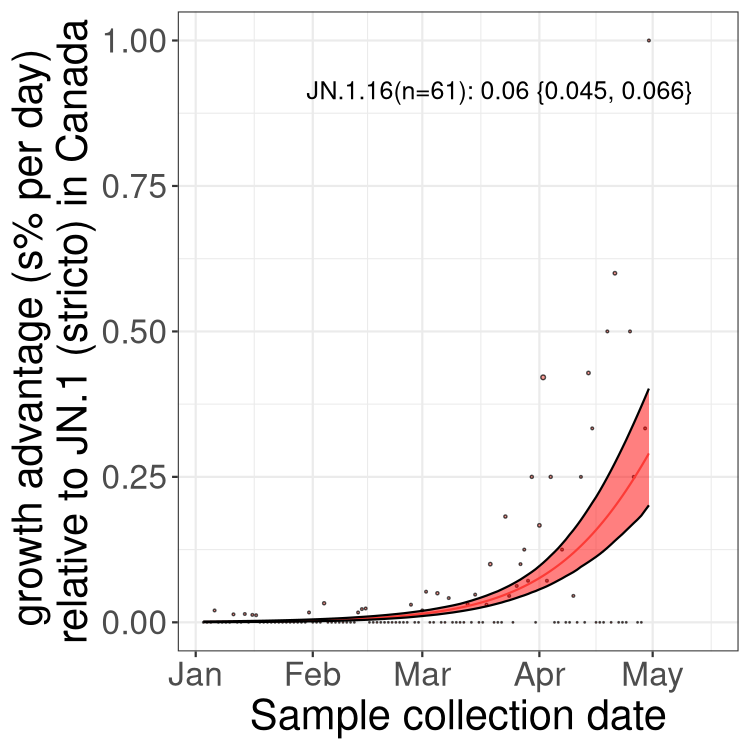 growth advantage (s% per day)
relative to JN.1 (stricto) in Canada
1.00
0.75
0.50
0.25
0.00
JN.1.16(n=61): 0.06 {0.045, 0.066}
Jan Feb Mar Apr May
Sample collection date